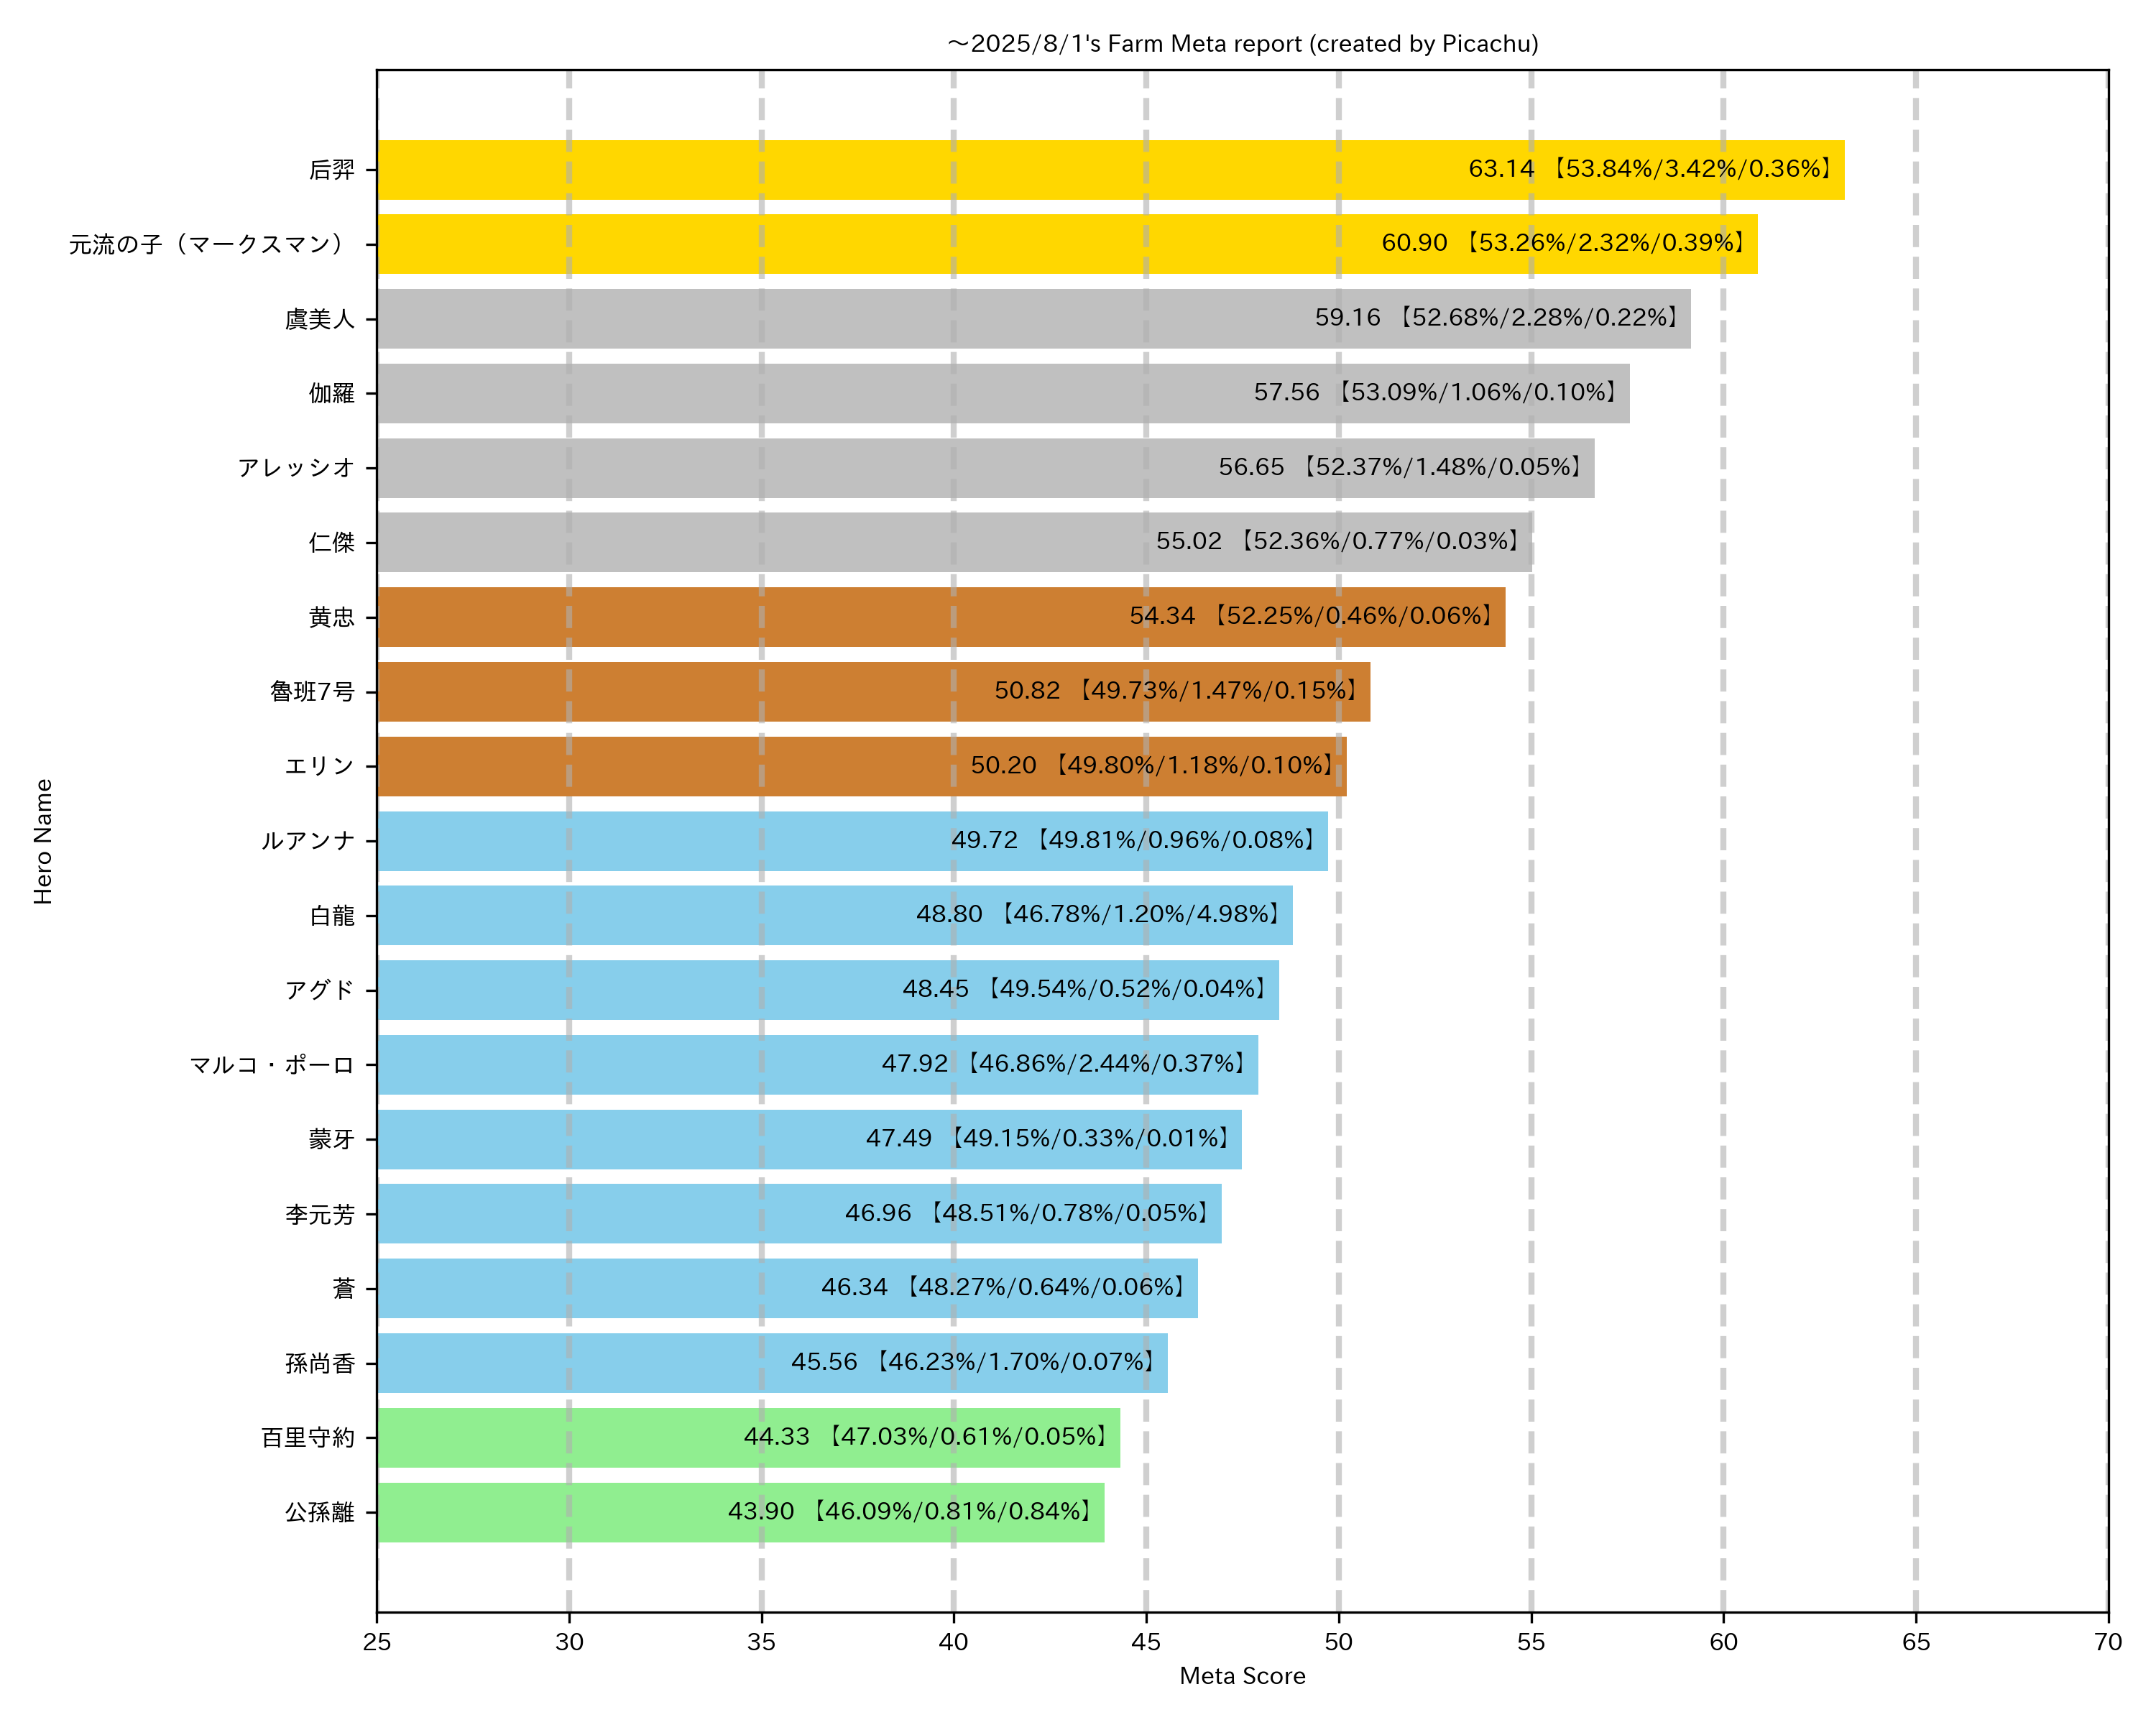 ～2025/8/1's Farm Meta report (created by Picachu)
Hero Name
后羿 63.14 【53.84%/3.42%/0.36%】
元流の子（マークスマン） 60.90 【53.26%/2.32%/0.39%】
虞美人 59.16 【52.68%/2.28%/0.22%】
伽羅 57.56 【53.09%/1.06%/0.10%】
アレッシオ 56.65 【52.37%/1.48%/0.05%】
仁傑 55.02 【52.36%/0.77%/0.03%】
黄忠 54.34 【52.25%/0.46%/0.06%】
魯班7号 50.82 【49.73%/1.47%/0.15%】
エリン 50.20 【49.80%/1.18%/0.10%】
ルアンナ 49.72 【49.81%/0.96%/0.08%】
白龍 48.80 【46.78%/1.20%/4.98%】
アグド 48.45 【49.54%/0.52%/0.04%】
マルコ・ポーロ 47.92 【46.86%/2.44%/0.37%】
蒙牙 47.49 【49.15%/0.33%/0.01%】
李元芳 46.96 【48.51%/0.78%/0.05%】
蒼 46.34 【48.27%/0.64%/0.06%】
孫尚香 45.56 【46.23%/1.70%/0.07%】
百里守約 44.33 【47.03%/0.61%/0.05%】
公孫離 43.90 【46.09%/0.81%/0.84%】
25 30 35 40 45 50 55 60 65 70
Meta Score